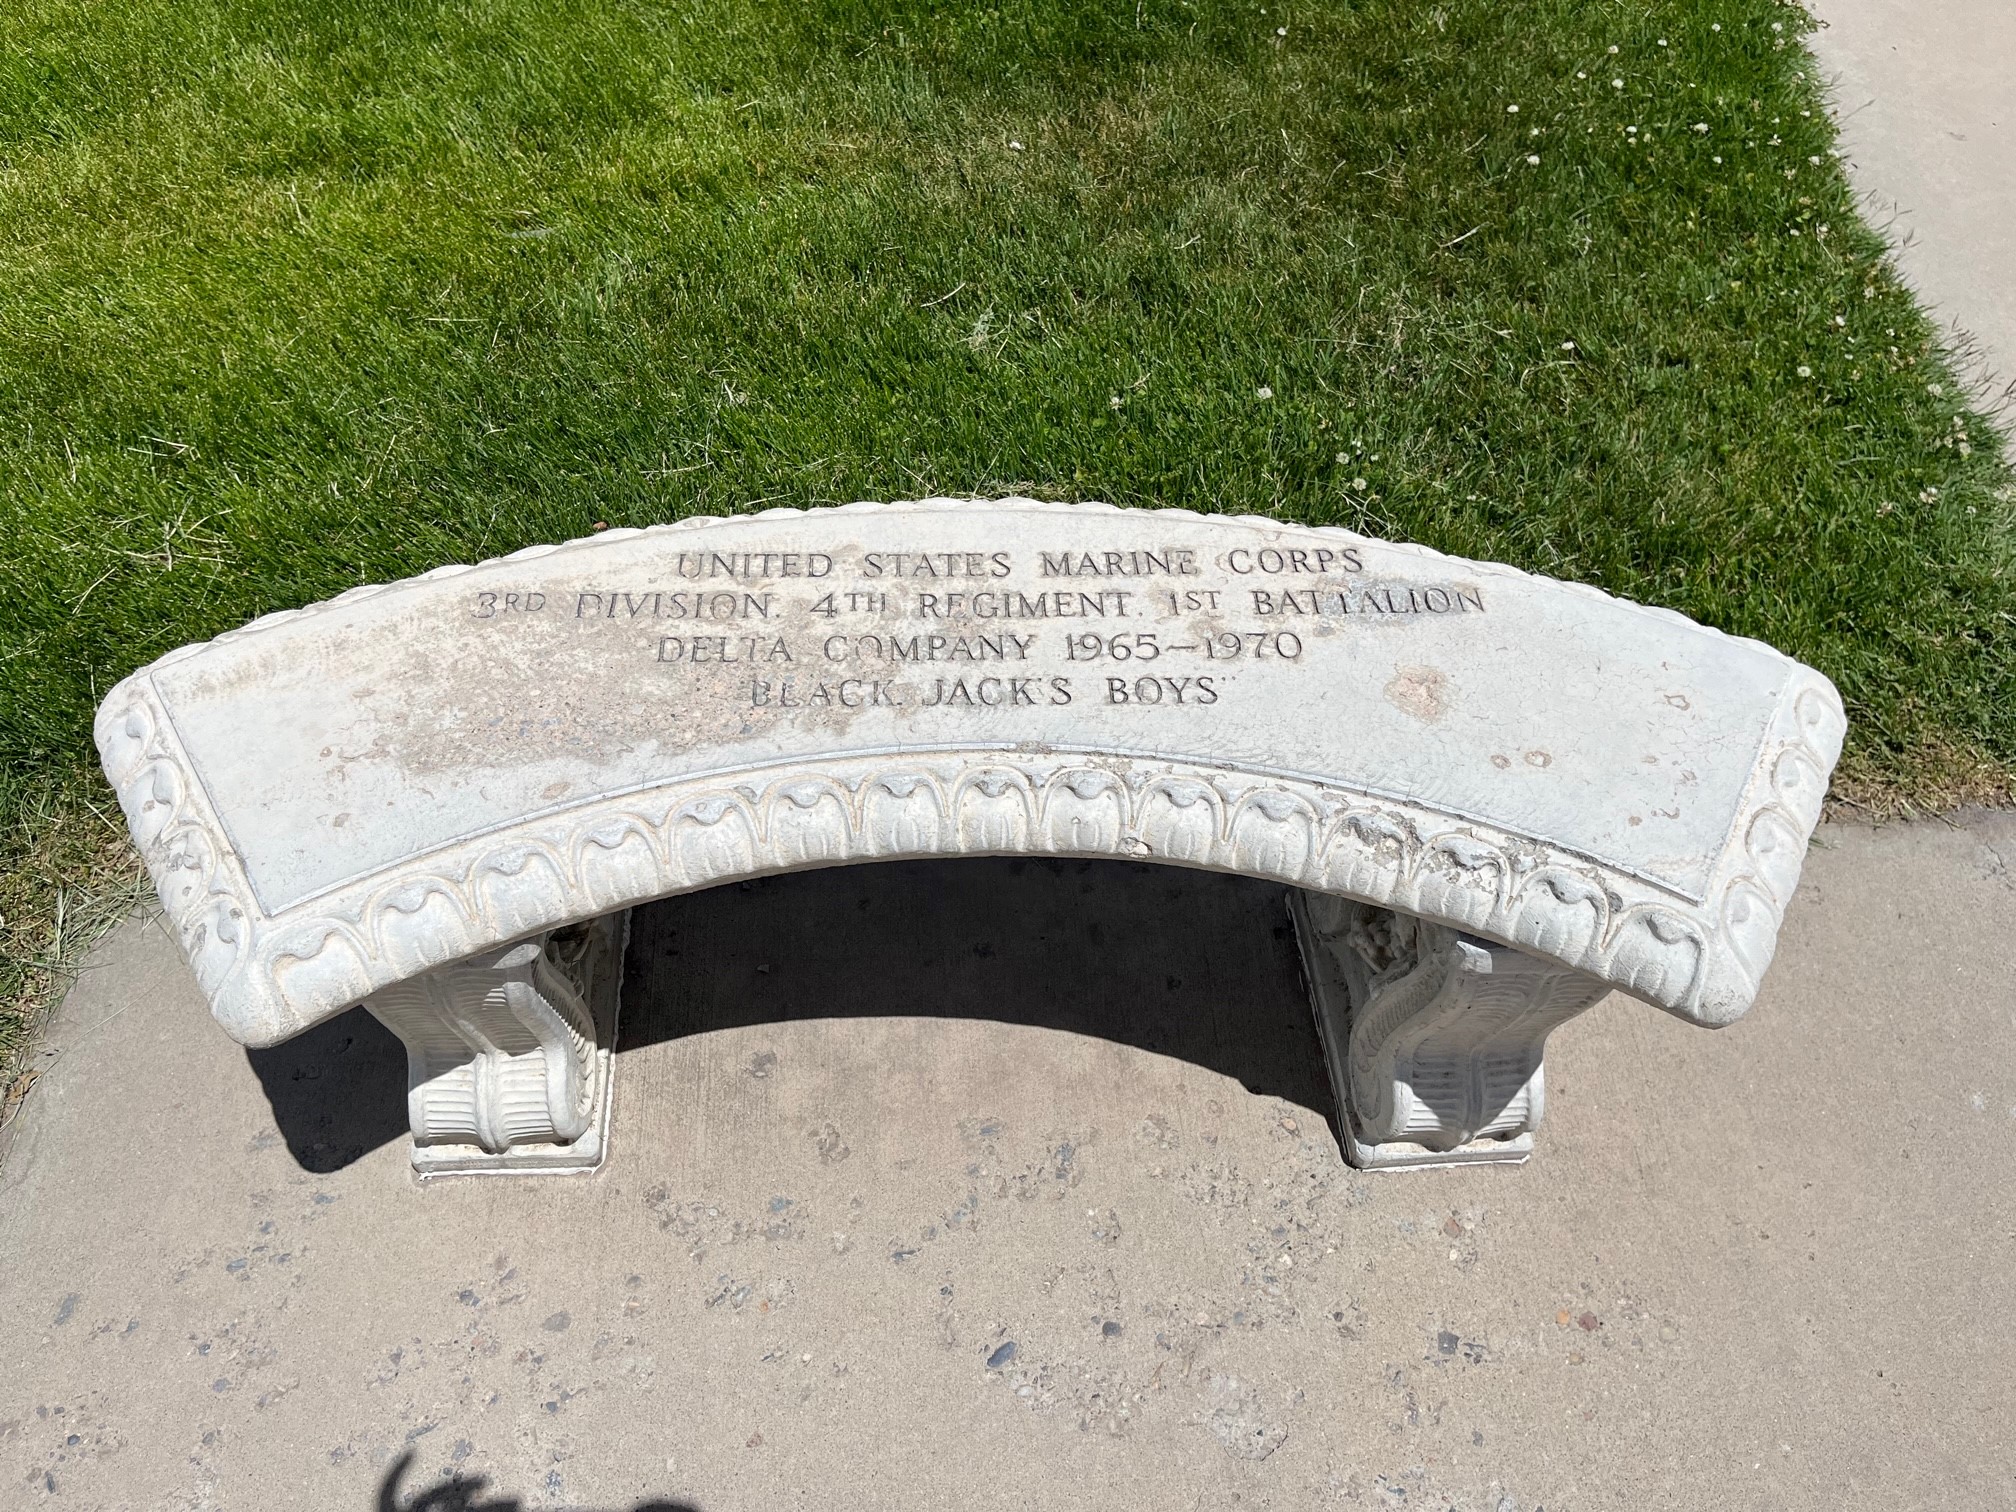 UNITED STATES MARINE CORPS
3RD DIVISION. 4TH REGIMENT. 1ST BATTALION
DELTA COMPANY 1965–1970
"BLACK JACK'S BOYS"